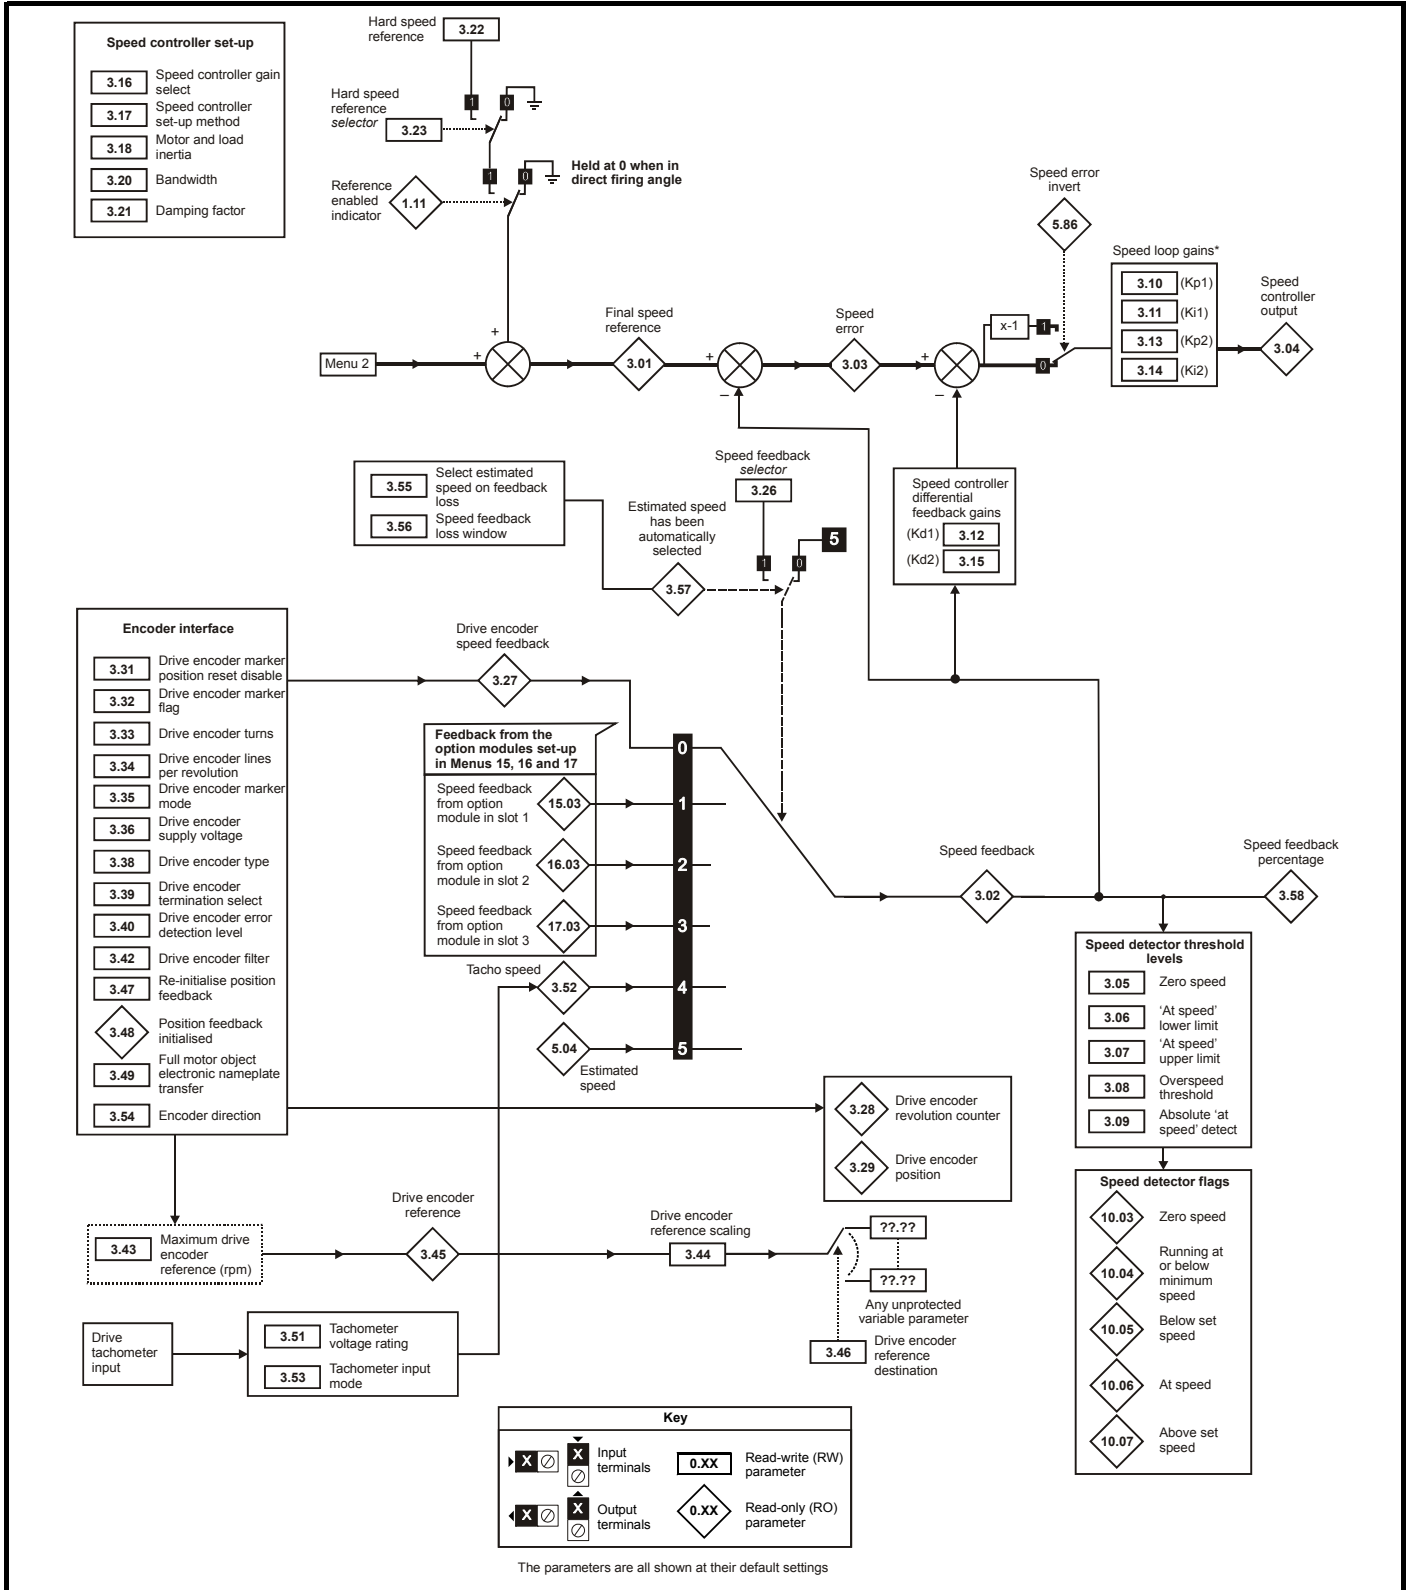 Speed controller set-up
3.16 Speed controller gain
select
3.17 Speed controller
set-up method
3.18 Motor and load
inertia
3.20 Bandwidth
3.21 Damping factor
Hard speed
reference
3.22
1 0
Hard speed
reference
selector
3.23
1 0
Held at 0 when in
direct firing angle
Reference
enabled
indicator
1.11
Speed error
invert
5.86
Speed loop gains*
3.10 (Kp1)
3.11 (Ki1)
3.13 (Kp2)
3.14 (Ki2)
Speed
controller
output
3.04
Menu 2
+
+
Final speed
reference
3.01
+
–
Speed
error
3.03
+
–
x-1
1
0
3.55 Select estimated
speed on feedback
loss
3.56 Speed feedback
loss window
Speed feedback
selector
3.26
Estimated speed
has been
automatically
selected
3.57
1 0
5
Speed controller
differential
feedback gains
(Kd1) 3.12
(Kd2) 3.15
Encoder interface
3.31 Drive encoder marker
position reset disable
3.32 Drive encoder marker
flag
3.33 Drive encoder turns
3.34 Drive encoder lines
per revolution
3.35 Drive encoder marker
mode
3.36 Drive encoder
supply voltage
3.38 Drive encoder type
3.39 Drive encoder
termination select
3.40 Drive encoder error
detection level
3.42 Drive encoder filter
3.47 Re-initialise position
feedback
3.48 Position feedback
initialised
3.49 Full motor object
electronic nameplate
transfer
3.54 Encoder direction
Drive encoder
speed feedback
3.27
Feedback from the
option modules set-up
in Menus 15, 16 and 17
Speed feedback
from option
module in slot 1
15.03
Speed feedback
from option
module in slot 2
16.03
Speed feedback
from option
module in slot 3
17.03
Tacho speed
3.52
5.04
Estimated
speed
0
1
2
3
4
5
Speed feedback
3.02
Speed feedback
percentage
3.58
Speed detector threshold
levels
3.05 Zero speed
3.06 ‘At speed’
lower limit
3.07 ‘At speed’
upper limit
3.08 Overspeed
threshold
3.09 Absolute ‘at
speed’ detect
3.28 Drive encoder
revolution counter
3.29 Drive encoder
position
Speed detector flags
10.03 Zero speed
10.04 Running at
or below
minimum
speed
10.05 Below set
speed
10.06 At speed
10.07 Above set
speed
3.43 Maximum drive
encoder
reference (rpm)
Drive encoder
reference
3.45
Drive encoder
reference scaling
3.44
??.??
??.??
Any unprotected
variable parameter
3.46 Drive encoder
reference
destination
Drive
tachometer
input
3.51 Tachometer
voltage rating
3.53 Tachometer input
mode
Key
X X Input
terminals
0.XX Read-write (RW)
parameter
X X Output
terminals
0.XX Read-only (RO)
parameter
The parameters are all shown at their default settings